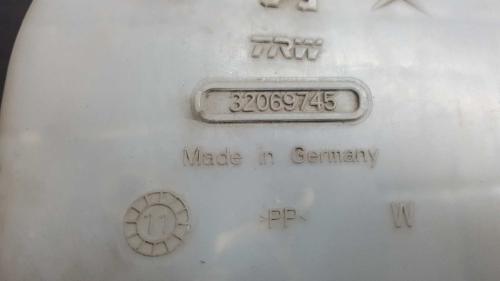 TRW
32069745
Made in Germany
11 >PP< W